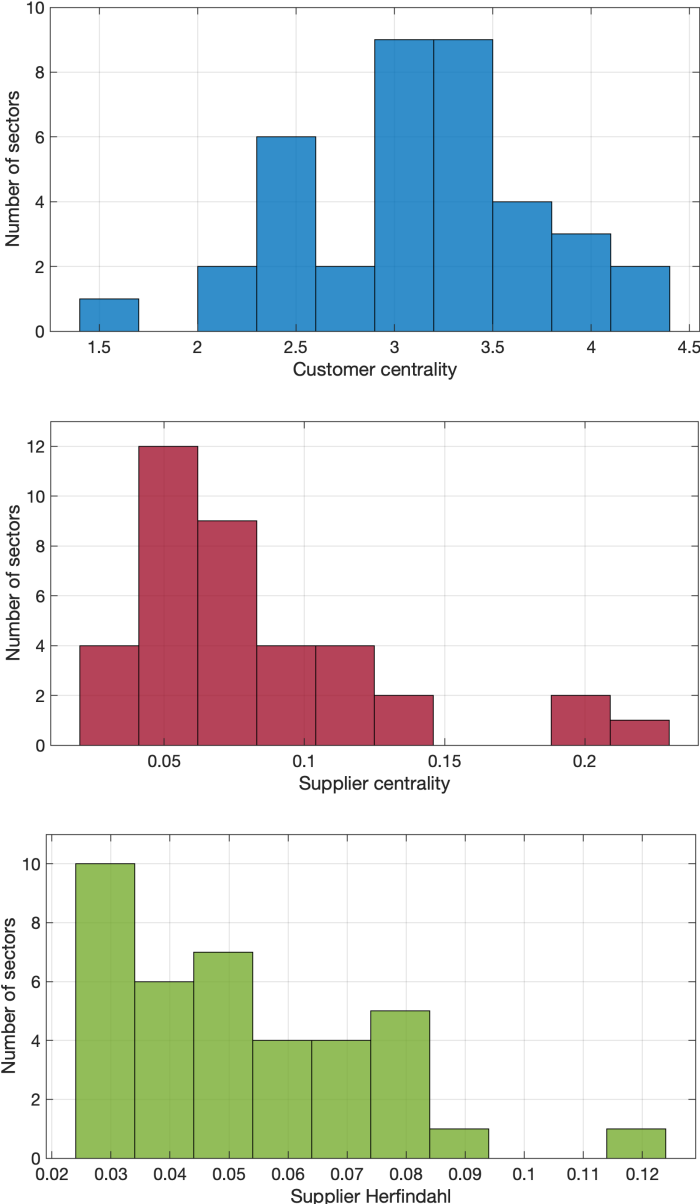 10
8
6
4
2
0
Number of sectors
1.5 2 2.5 3 3.5 4 4.5
Customer centrality
12
10
8
6
4
2
0
Number of sectors
0.05 0.1 0.15 0.2
Supplier centrality
10
8
6
4
2
0
Number of sectors
0.02 0.03 0.04 0.05 0.06 0.07 0.08 0.09 0.1 0.11 0.12
Supplier Herfindahl